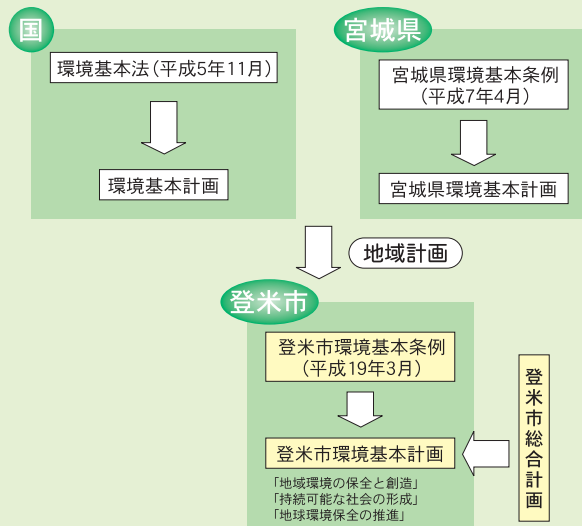 国
環境基本法(平成5年11月)
環境基本計画
宮城県
宮城県環境基本条例
(平成7年4月)
宮城県環境基本計画
地域計画
登米市
登米市環境基本条例
(平成19年3月)
登米市環境基本計画
「地域環境の保全と創造」
「持続可能な社会の形成」
「地球環境保全の推進」
登米市総合計画